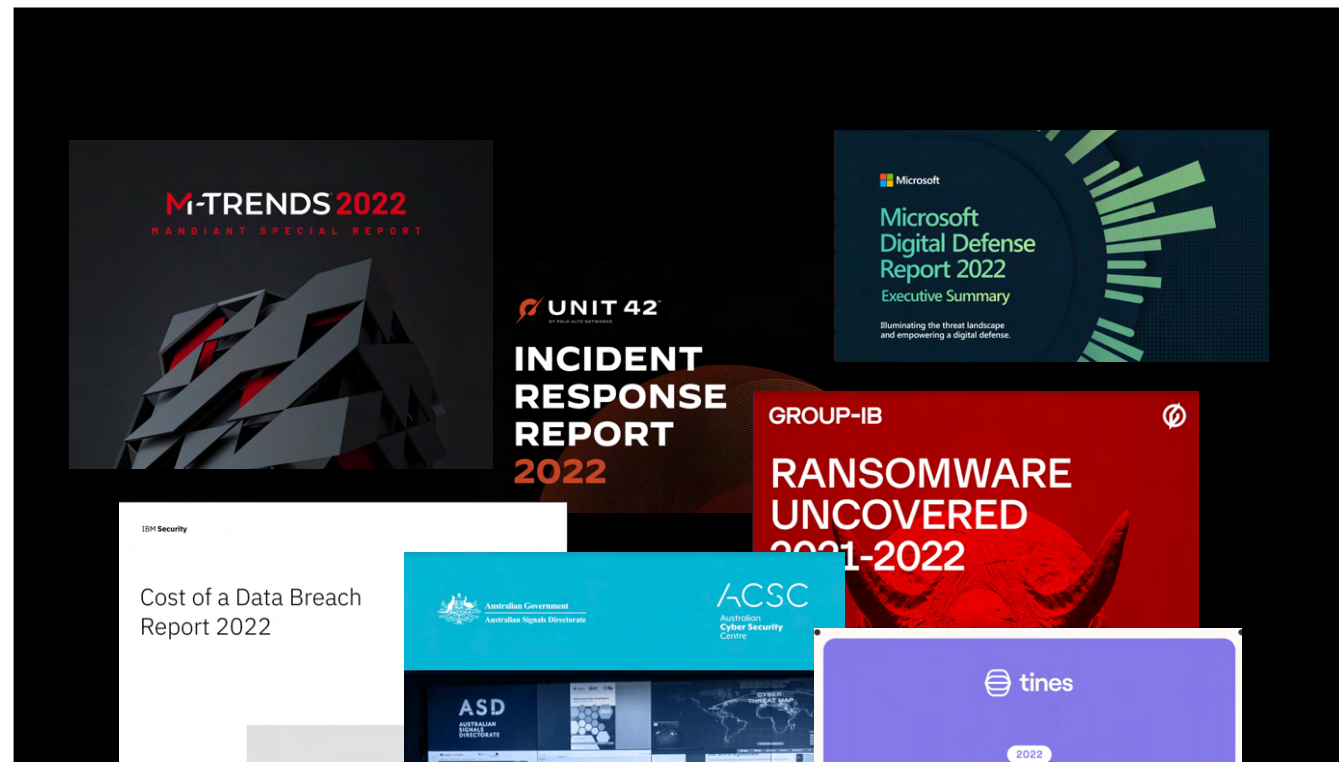 M-TRENDS 2022
MANDIANT SPECIAL REPORT
Microsoft
Microsoft
Digital Defense
Report 2022
Executive Summary
Illuminating the threat landscape
and empowering a digital defense.
UNIT 42
BY PALO ALTO NETWORKS
INCIDENT
RESPONSE
REPORT
2022
GROUP-IB
RANSOMWARE
UNCOVERED
2021-2022
IBM Security
Cost of a Data Breach
Report 2022
Australian Government
Australian Signals Directorate
ACSC
Australian
Cyber Security
Centre
ASD
AUSTRALIAN
SIGNALS
DIRECTORATE
CYBER
THREAT MAP
tines
2022